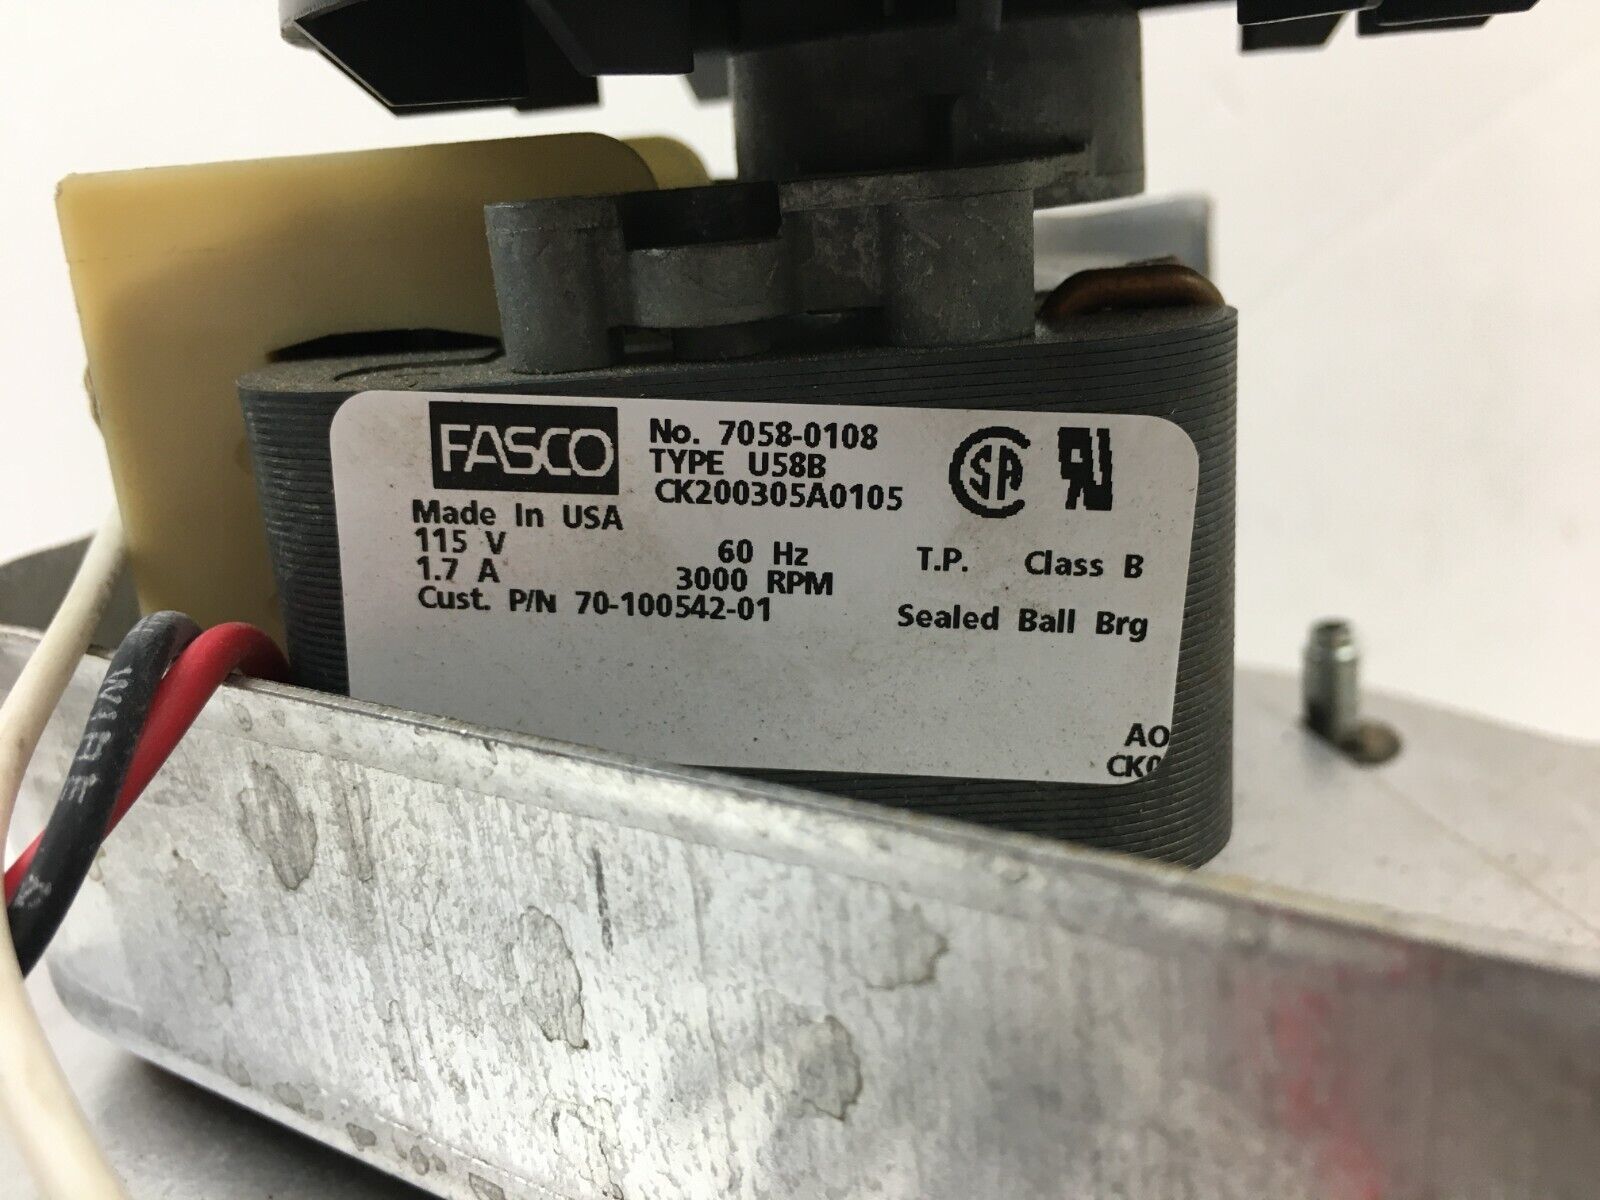 FASCO
No. 7058-0108
TYPE U58B
CK200305A0105
Made In USA
115 V 60 Hz T.P. Class B
1.7 A 3000 RPM
Cust. P/N 70-100542-01 Sealed Ball Brg
AO
WIRE